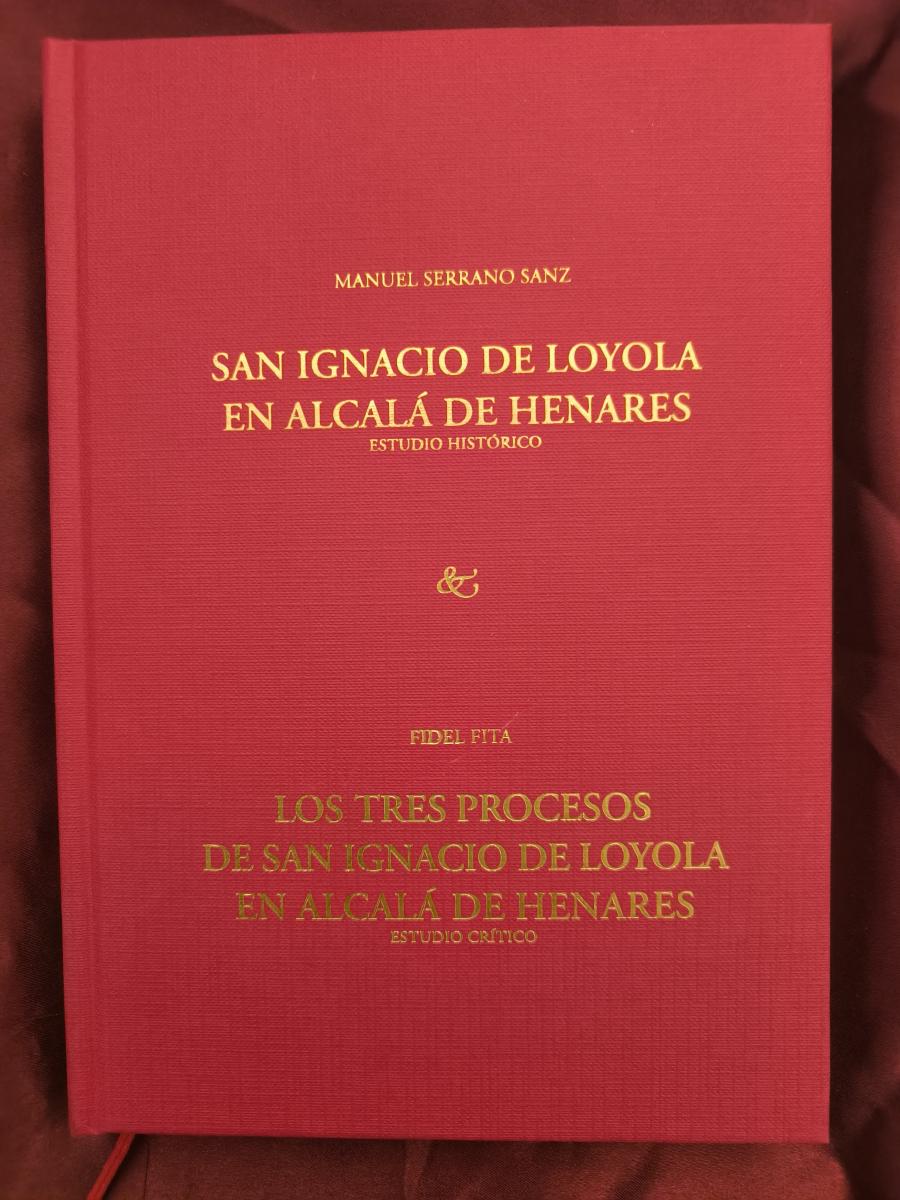 MANUEL SERRANO SANZ
SAN IGNACIO DE LOYOLA
EN ALCALÁ DE HENARES
ESTUDIO HISTÓRICO
&
FIDEL FITA
LOS TRES PROCESOS
DE SAN IGNACIO DE LOYOLA
EN ALCALÁ DE HENARES
ESTUDIO CRÍTICO